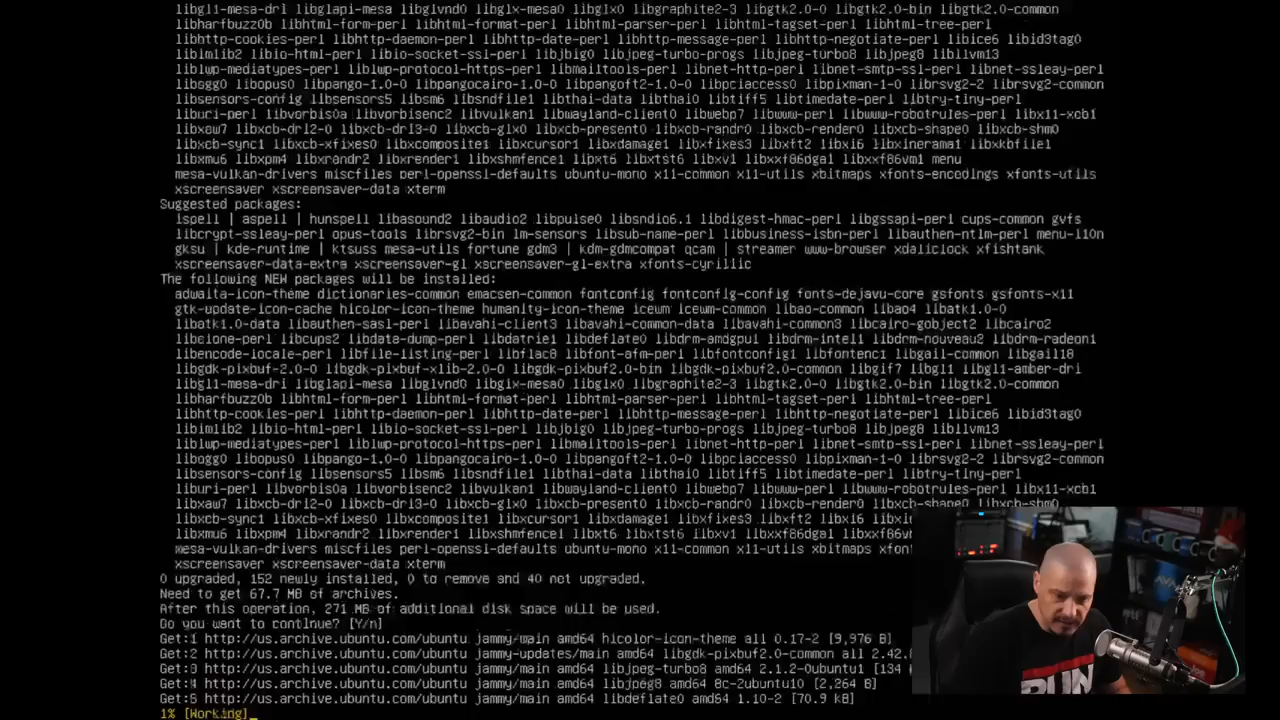 libgl1-mesa-dri libglapi-mesa libglvnd0 libglx-mesa0 libglx0 libgraphite2-3 libgtk2.0-0 libgtk2.0-bin libgtk2.0-common
libharfbuzz0b libhtml-form-perl libhtml-format-perl libhtml-parser-perl libhtml-tagset-perl libhtml-tree-perl
libhttp-cookies-perl libhttp-daemon-perl libhttp-date-perl libhttp-message-perl libhttp-negotiate-perl libice6 libid3tag0
libimlib2 libio-html-perl libio-socket-ssl-perl libjbig0 libjpeg-turbo-progs libjpeg-turbo8 libjpeg8 libllvm13
liblwp-mediatypes-perl liblwp-protocol-https-perl libmailtools-perl libnet-http-perl libnet-smtp-ssl-perl libnet-ssleay-perl
libogg0 libopus0 libpango-1.0-0 libpangocairo-1.0-0 libpangoft2-1.0-0 libpciaccess0 libpixman-1-0 librsvg2-2 librsvg2-common
libsensors-config libsensors5 libsm6 libsndfile1 libthai-data libthai0 libtiff5 libtimedate-perl libtry-tiny-perl
liburi-perl libvorbis0a libvorbisenc2 libvulkan1 libwayland-client0 libwebp7 libwww-perl libwww-robotrules-perl libx11-xcb1
libxaw7 libxcb-dri2-0 libxcb-dri3-0 libxcb-glx0 libxcb-present0 libxcb-randr0 libxcb-render0 libxcb-shape0 libxcb-shm0
libxcb-sync1 libxcb-xfixes0 libxcomposite1 libxcursor1 libxdamage1 libxfixes3 libxft2 libxi6 libxinerama1 libxkbfile1
libxmu6 libxpm4 libxrandr2 libxrender1 libxshmfence1 libxt6 libxtst6 libxv1 libxxf86dga1 libxxf86vm1 menu
mesa-vulkan-drivers miscfiles perl-openssl-defaults ubuntu-mono x11-common x11-utils xbitmaps xfonts-encodings xfonts-utils
xscreensaver xscreensaver-data xterm
Suggested packages:
ispell | aspell | hunspell libasound2 libaudio2 libpulse0 libsndio6.1 libdigest-hmac-perl libgssapi-perl cups-common gvfs
libcrypt-ssleay-perl opus-tools librsvg2-bin lm-sensors libsub-name-perl libbusiness-isbn-perl libauthen-ntlm-perl menu-l10n
gksu | kde-runtime | ktsuss mesa-utils fortune gdm3 | kdm-gdmcompat qcam | streamer www-browser xdaliclock xfishtank
xscreensaver-data-extra xscreensaver-gl xscreensaver-gl-extra xfonts-cyrillic
The following NEW packages will be installed:
adwaita-icon-theme dictionaries-common emacsen-common fontconfig fontconfig-config fonts-dejavu-core gsfonts gsfonts-x11
gtk-update-icon-cache hicolor-icon-theme humanity-icon-theme icewm icewm-common libao-common libao4 libatk1.0-0
libatk1.0-data libauthen-sasl-perl libavahi-client3 libavahi-common-data libavahi-common3 libcairo-gobject2 libcairo2
libclone-perl libcups2 libdata-dump-perl libdatrie1 libdeflate0 libdrm-amdgpu1 libdrm-intel1 libdrm-nouveau2 libdrm-radeon1
libencode-locale-perl libfile-listing-perl libflac8 libfont-afm-perl libfontconfig1 libfontenc1 libgail-common libgail18
libgdk-pixbuf-2.0-0 libgdk-pixbuf-xlib-2.0-0 libgdk-pixbuf2.0-bin libgdk-pixbuf2.0-common libgif7 libgl1 libgl1-amber-dri
libgl1-mesa-dri libglapi-mesa libglvnd0 libglx-mesa0 libglx0 libgraphite2-3 libgtk2.0-0 libgtk2.0-bin libgtk2.0-common
libharfbuzz0b libhtml-form-perl libhtml-format-perl libhtml-parser-perl libhtml-tagset-perl libhtml-tree-perl
libhttp-cookies-perl libhttp-daemon-perl libhttp-date-perl libhttp-message-perl libhttp-negotiate-perl libice6 libid3tag0
libimlib2 libio-html-perl libio-socket-ssl-perl libjbig0 libjpeg-turbo-progs libjpeg-turbo8 libjpeg8 libllvm13
liblwp-mediatypes-perl liblwp-protocol-https-perl libmailtools-perl libnet-http-perl libnet-smtp-ssl-perl libnet-ssleay-perl
libogg0 libopus0 libpango-1.0-0 libpangocairo-1.0-0 libpangoft2-1.0-0 libpciaccess0 libpixman-1-0 librsvg2-2 librsvg2-common
libsensors-config libsensors5 libsm6 libsndfile1 libthai-data libthai0 libtiff5 libtimedate-perl libtry-tiny-perl
liburi-perl libvorbis0a libvorbisenc2 libvulkan1 libwayland-client0 libwebp7 libwww-perl libwww-robotrules-perl libx11-xcb1
libxaw7 libxcb-dri2-0 libxcb-dri3-0 libxcb-glx0 libxcb-present0 libxcb-randr0 libxcb-render0 libxcb-shape0 libxcb-shm0
libxcb-sync1 libxcb-xfixes0 libxcomposite1 libxcursor1 libxdamage1 libxfixes3 libxft2 libxi6 lib
libxmu6 libxpm4 libxrandr2 libxrender1 libxshmfence1 libxt6 libxtst6 libxv1 libxxf86dga1 libxxf
mesa-vulkan-drivers miscfiles perl-openssl-defaults ubuntu-mono x11-common x11-utils xbitmaps xfont
xscreensaver xscreensaver-data xterm
0 upgraded, 152 newly installed, 0 to remove and 40 not upgraded.
Need to get 67.7 MB of archives.
After this operation, 271 MB of additional disk space will be used.
Do you want to continue? [Y/n]
Get:1 http://us.archive.ubuntu.com/ubuntu jammy/main amd64 hicolor-icon-theme all 0.17-2 [9,976 B]
Get:2 http://us.archive.ubuntu.com/ubuntu jammy-updates/main amd64 libgdk-pixbuf2.0-common all 2.42.
Get:3 http://us.archive.ubuntu.com/ubuntu jammy/main amd64 libjpeg-turbo8 amd64 2.1.2-0ubuntu1 [134
Get:4 http://us.archive.ubuntu.com/ubuntu jammy/main amd64 libjpeg8 amd64 8c-2ubuntu10 [2,264 B]
Get:5 http://us.archive.ubuntu.com/ubuntu jammy/main amd64 libdeflate0 amd64 1.10-2 [70.9 kB]
1% [Working]
RUN